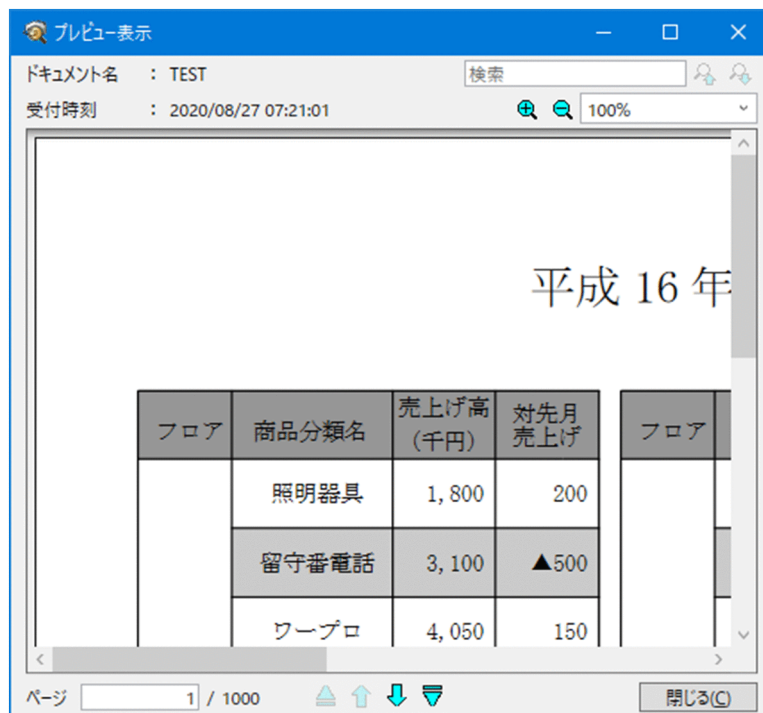 プレビュー表示
ドキュメント名 : TEST
検索
受付時刻 : 2020/08/27 07:21:01
100%
平成 16 年
フロア 商品分類名 売上げ高 (千円) 対先月 売上げ フロア
照明器具 1,800 200
留守番電話 3,100 ▲500
ワープロ 4,050 150
ページ 1 / 1000 閉じる(C)